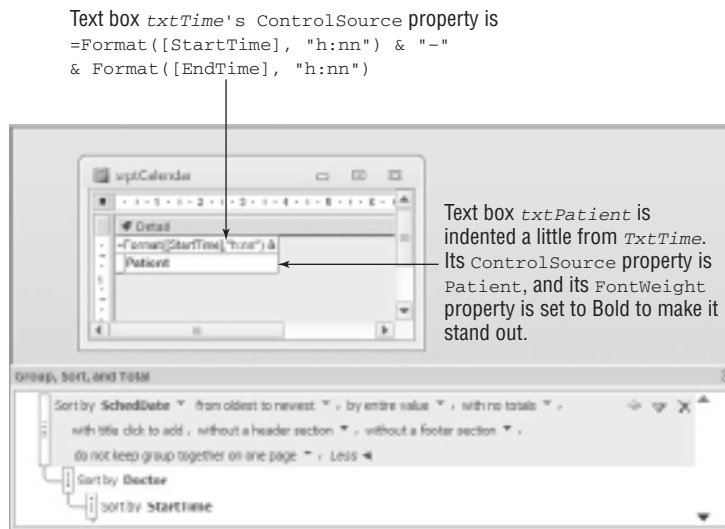 Text box txtTime's ControlSource property is
=Format([StartTime], "h:nn") & "–"
& Format([EndTime], "h:nn")
Detail
=Format([StartTime],"h:nn") &
Patient
Text box txtPatient is
indented a little from TxtTime.
Its ControlSource property is
Patient, and its FontWeight
property is set to Bold to make it
stand out.
Group, Sort, and Total
Sort by SchedDate from oldest to newest , by entire value , with no totals ,
with title click to add , without a header section , without a footer section ,
do not keep group together on one page , Less
Sort by Doctor
Sort by StartTime